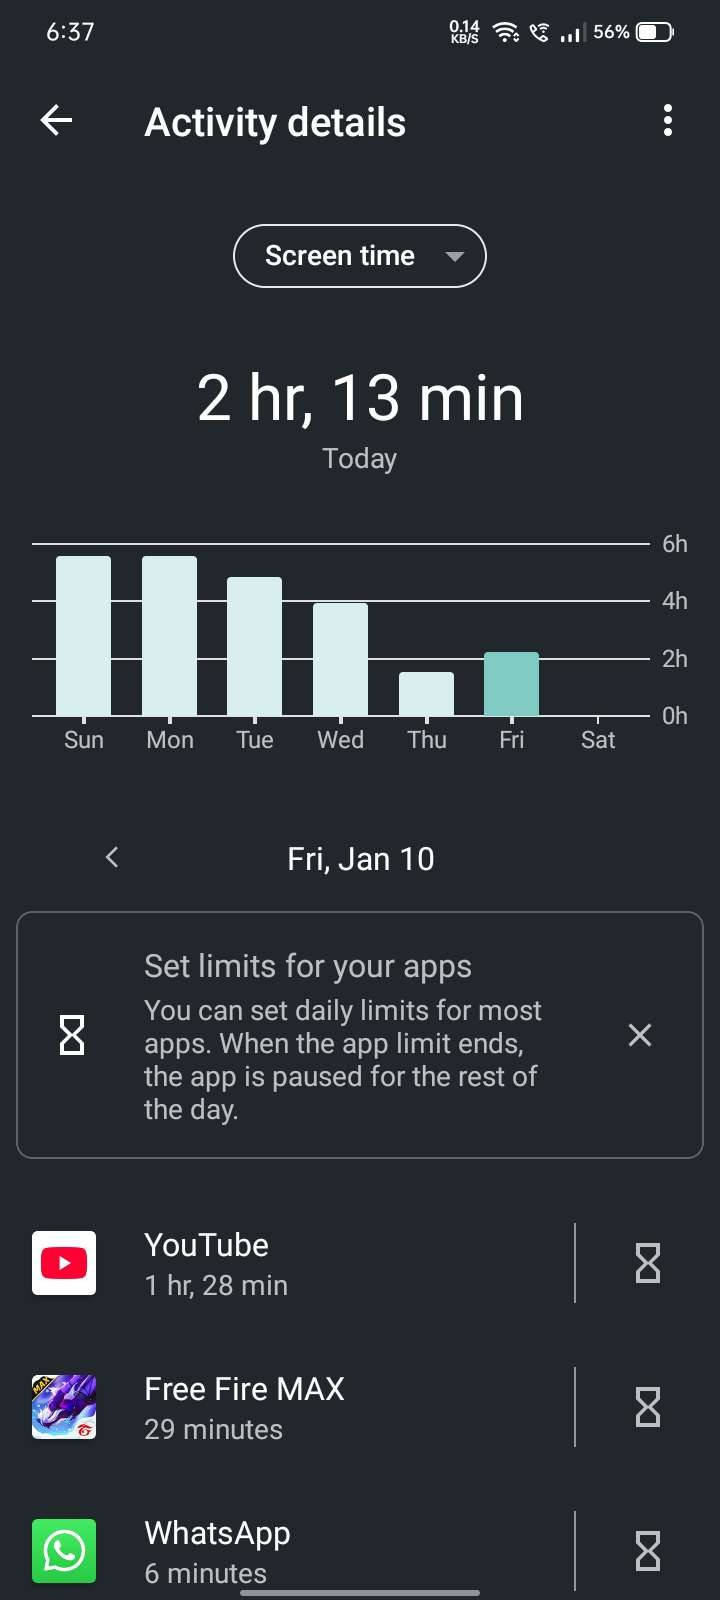 6:37
0.14 KB/S 56%
Activity details
Screen time
2 hr, 13 min
Today
6h
4h
2h
0h
Sun Mon Tue Wed Thu Fri Sat
Fri, Jan 10
Set limits for your apps
You can set daily limits for most
apps. When the app limit ends,
the app is paused for the rest of
the day.
YouTube
1 hr, 28 min
MAX
Free Fire MAX
29 minutes
WhatsApp
6 minutes